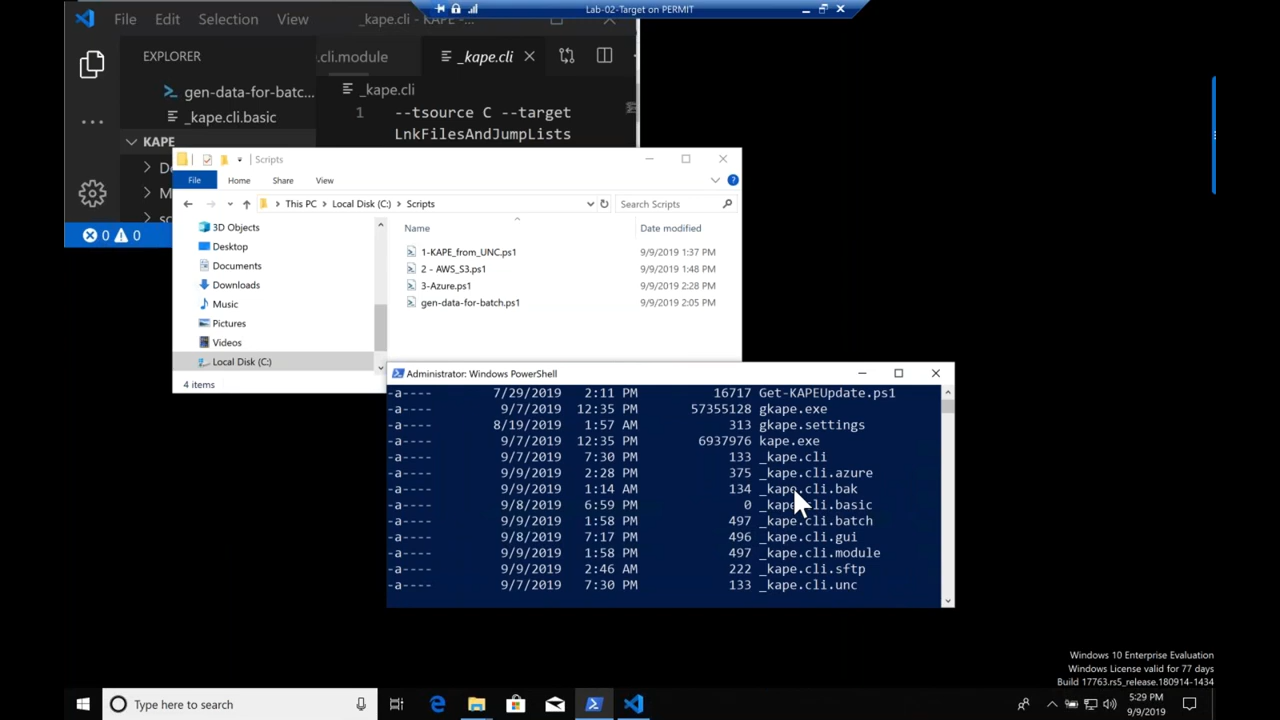 Lab-02-Target on PERMIT
File Edit Selection View
_kape.cli - KAPE -...
EXPLORER
.cli.module
_kape.cli
gen-data-for-batc...
_kape.cli.basic
_kape.cli
1 --tsource C --target
LnkFilesAndJumpLists
KAPE
0 0
Scripts
File Home Share View
This PC > Local Disk (C:) > Scripts
Search Scripts
3D Objects
Desktop
Documents
Downloads
Music
Pictures
Videos
Local Disk (C:)
Name Date modified
1-KAPE_from_UNC.ps1 9/9/2019 1:37 PM
2 - AWS_S3.ps1 9/9/2019 1:48 PM
3-Azure.ps1 9/9/2019 2:28 PM
gen-data-for-batch.ps1 9/9/2019 2:05 PM
4 items
Administrator: Windows PowerShell
-a---- 7/29/2019 2:11 PM 16717 Get-KAPEUpdate.ps1
-a---- 9/7/2019 12:35 PM 57355128 gkape.exe
-a---- 8/19/2019 1:57 AM 313 gkape.settings
-a---- 9/7/2019 12:35 PM 6937976 kape.exe
-a---- 9/7/2019 7:30 PM 133 _kape.cli
-a---- 9/9/2019 2:28 PM 375 _kape.cli.azure
-a---- 9/9/2019 1:14 AM 134 _kape.cli.bak
-a---- 9/8/2019 6:59 PM 0 _kape.cli.basic
-a---- 9/9/2019 1:58 PM 497 _kape.cli.batch
-a---- 9/8/2019 7:17 PM 496 _kape.cli.gui
-a---- 9/9/2019 1:58 PM 497 _kape.cli.module
-a---- 9/9/2019 2:46 AM 222 _kape.cli.sftp
-a---- 9/7/2019 7:30 PM 133 _kape.cli.unc
Windows 10 Enterprise Evaluation
Windows License valid for 77 days
Build 17763.rs5_release.180914-1434
Type here to search
5:29 PM
9/9/2019